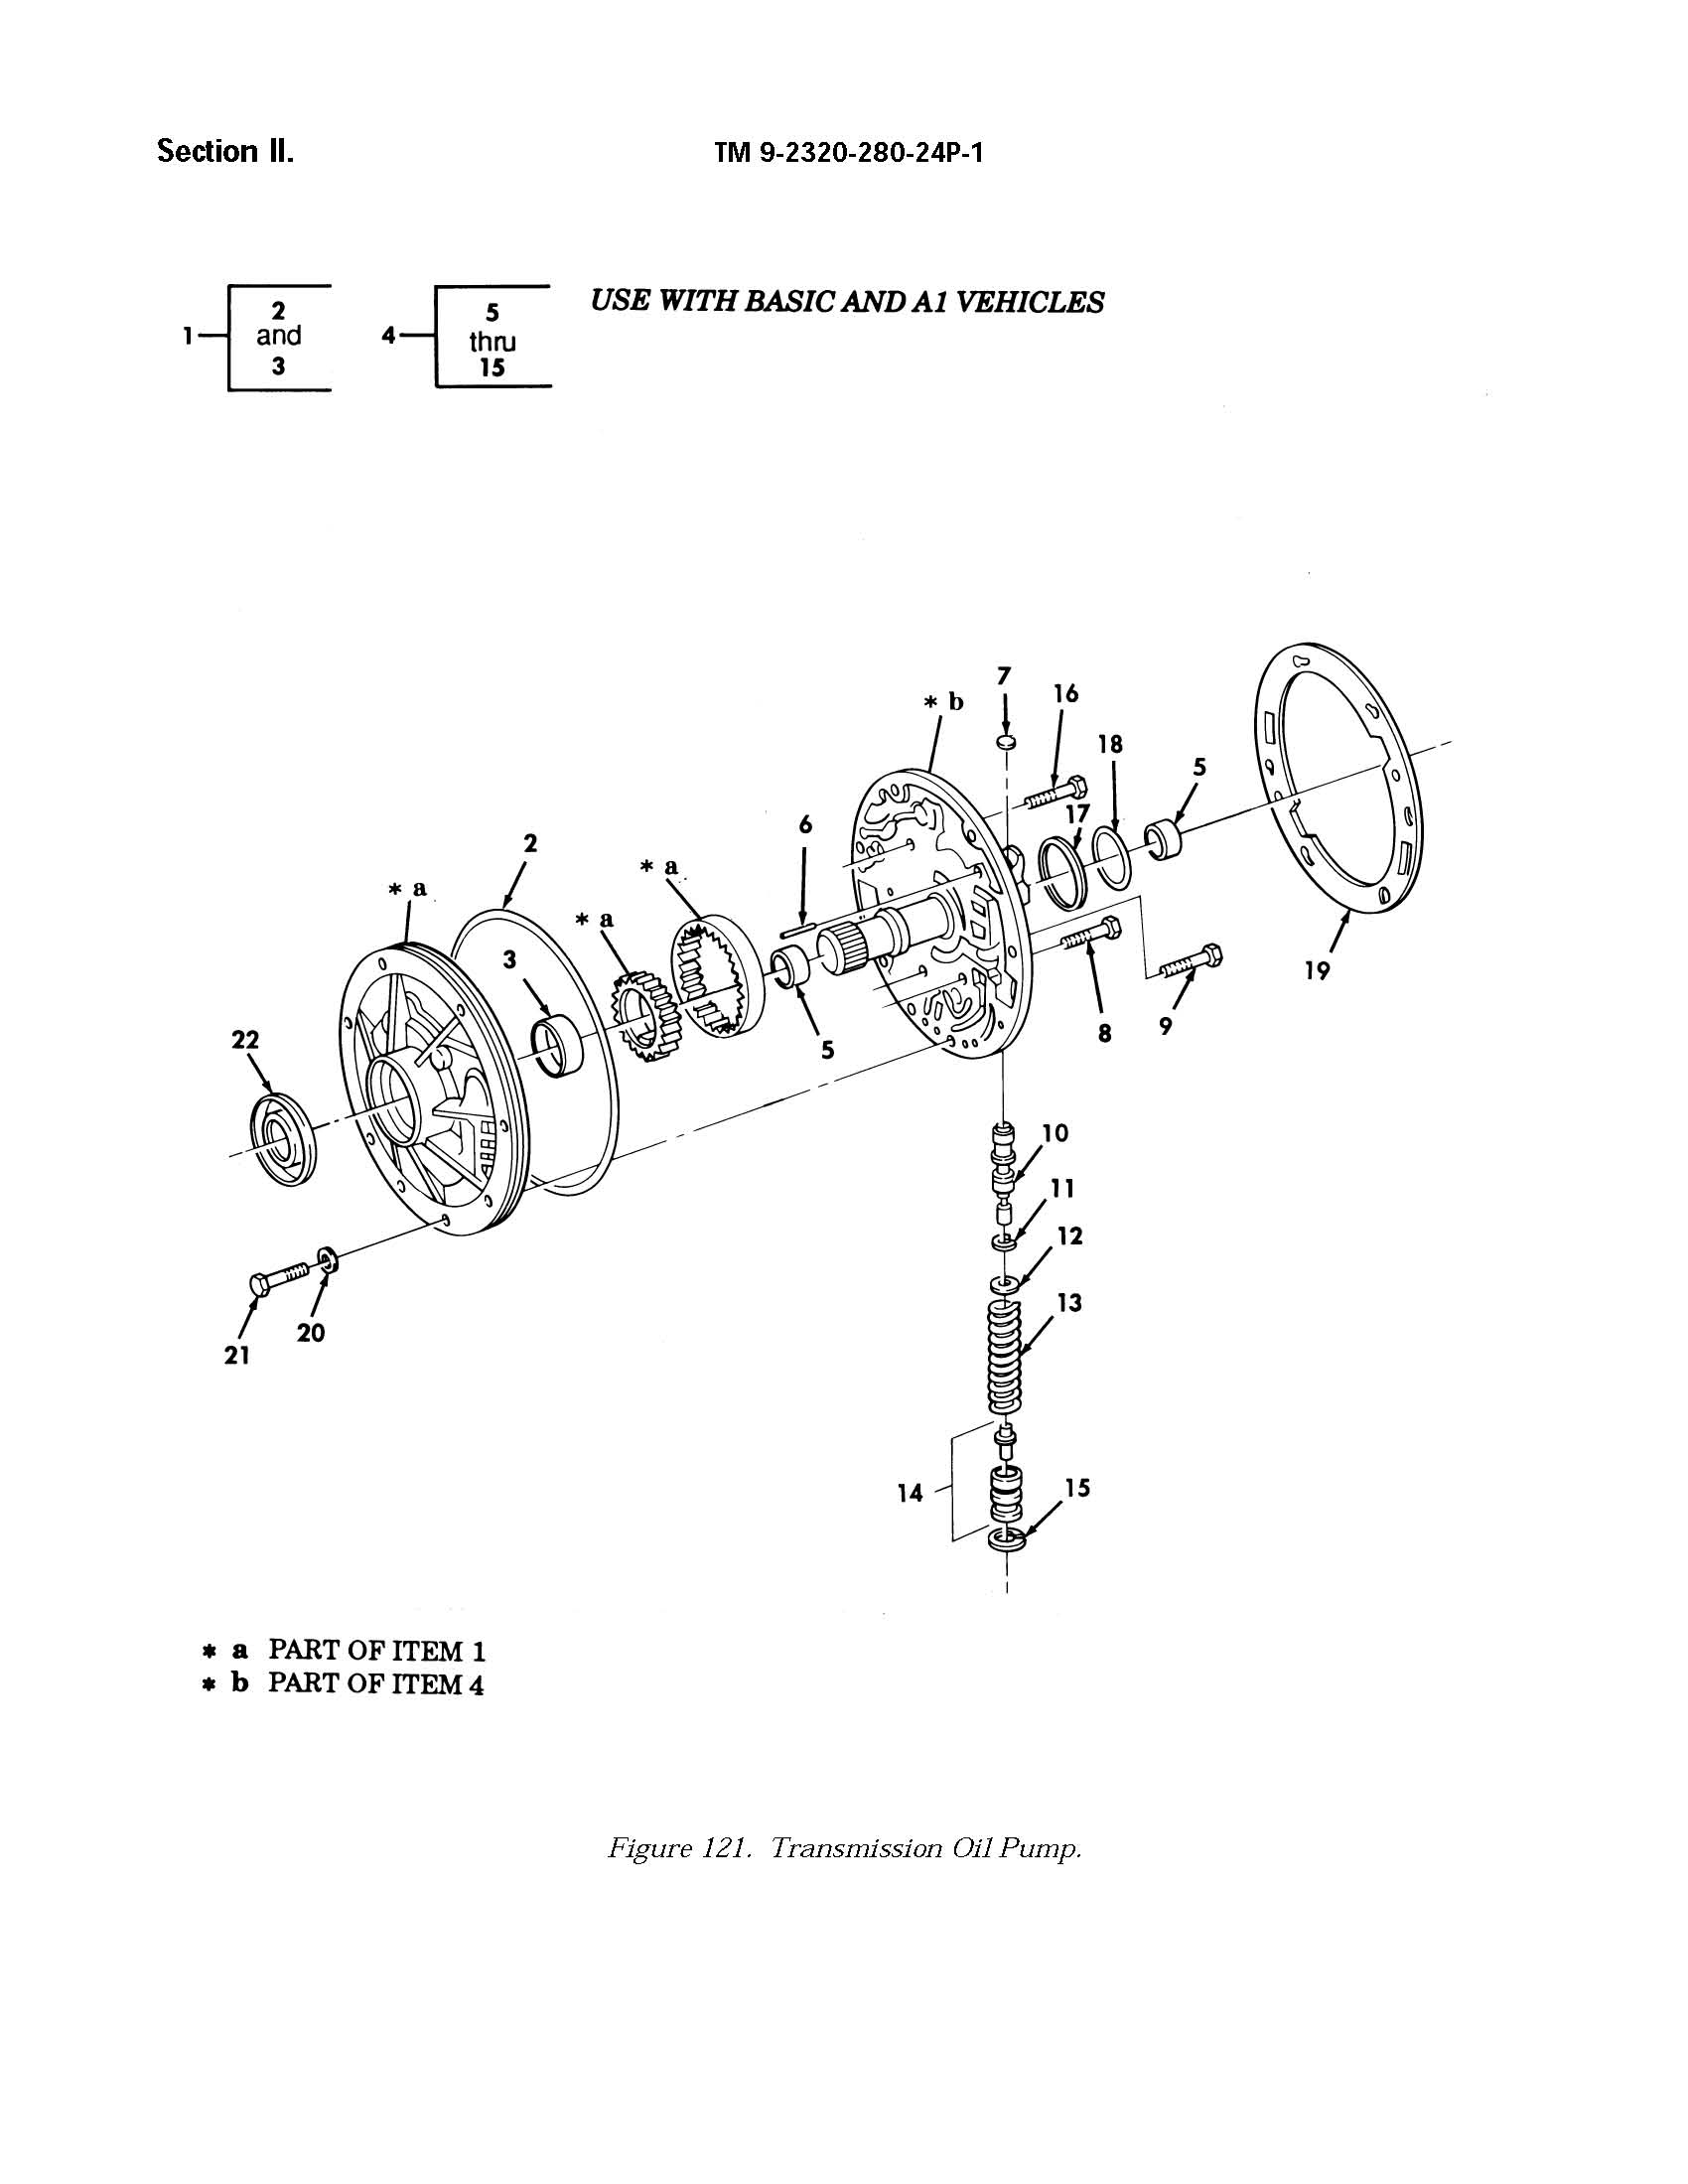 Section II.
TM 9-2320-280-24P-1
1
2
and
3
4
5
thru
15
USE WITH BASIC AND A1 VEHICLES
7
* b
16
18
5
17
6
2
* a
* a
* a
3
19
22
5
8
9
10
11
12
13
20
21
14
15
* a PART OF ITEM 1
* b PART OF ITEM 4
Figure 121. Transmission Oil Pump.